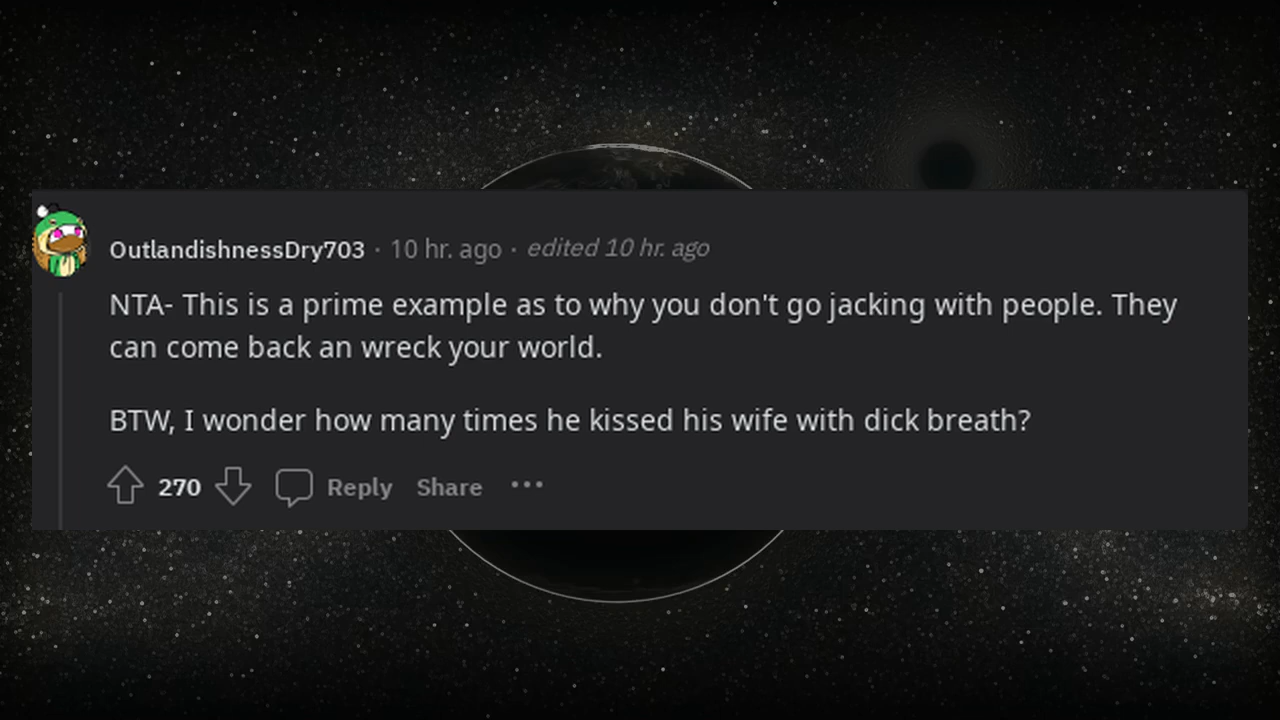 OutlandishnessDry703 · 10 hr. ago · edited 10 hr. ago
NTA- This is a prime example as to why you don't go jacking with people. They
can come back an wreck your world.
BTW, I wonder how many times he kissed his wife with dick breath?
270 Reply Share •••